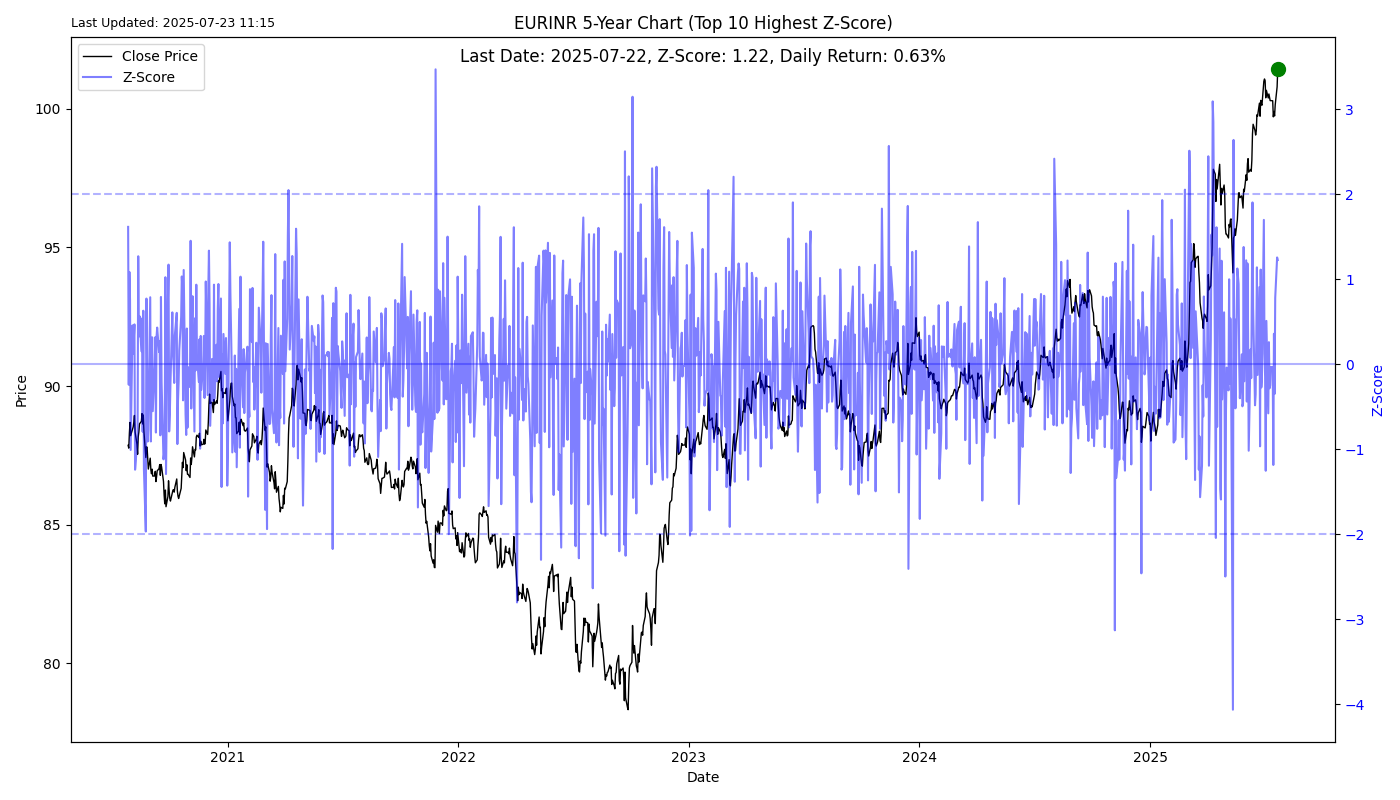 Last Updated: 2025-07-23 11:15
EURINR 5-Year Chart (Top 10 Highest Z-Score)
Last Date: 2025-07-22, Z-Score: 1.22, Daily Return: 0.63%
Close Price
Z-Score
100
95
90
85
80
Price
3
2
1
0
−1
−2
−3
−4
Z-Score
2021
2022
2023
2024
2025
Date